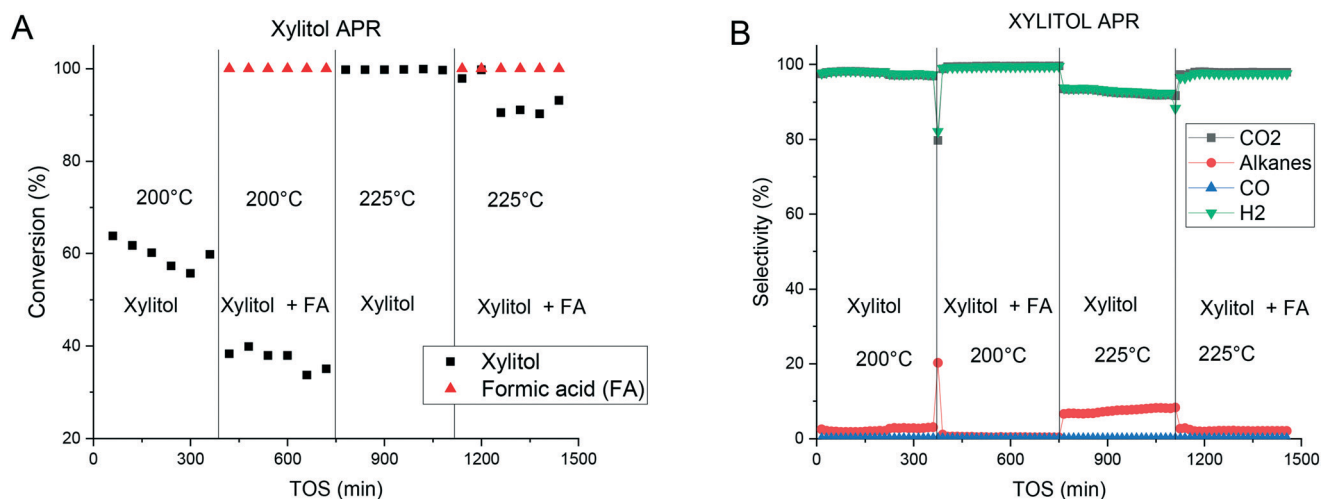 A
Xylitol APR
Conversion (%)
100
80
60
40
20
200°C
200°C
225°C
225°C
Xylitol
Xylitol + FA
Xylitol
Xylitol + FA
Xylitol
Formic acid (FA)
0
300
600
900
1200
1500
TOS (min)
B
XYLITOL APR
Selectivity (%)
100
80
60
40
20
0
CO2
Alkanes
CO
H2
Xylitol
Xylitol + FA
Xylitol
Xylitol + FA
200°C
200°C
225°C
225°C
0
300
600
900
1200
1500
TOS (min)